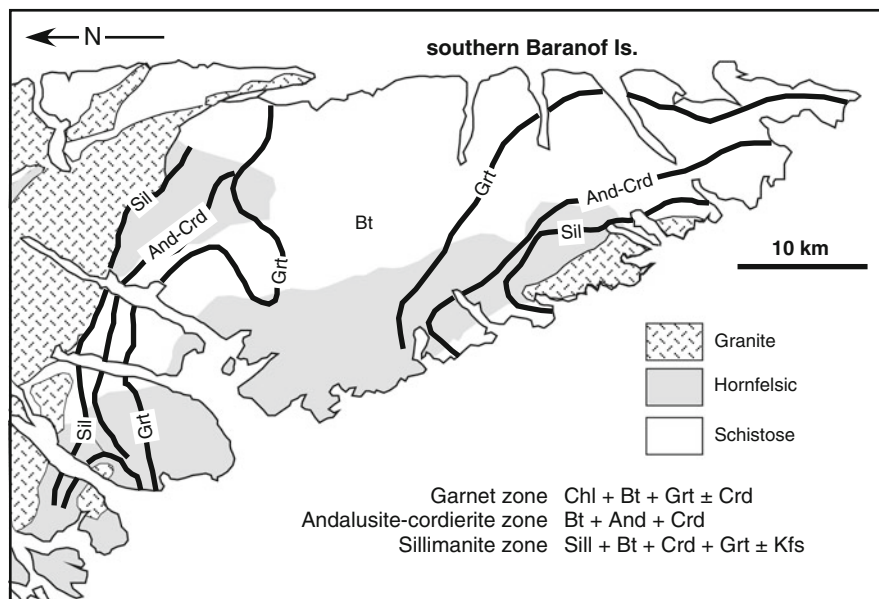 N
southern Baranof Is.
Sil
And-Crd
Grt
Bt
Grt
And-Crd
Sil
10 km
Sil
Grt
Granite
Hornfelsic
Schistose
Garnet zone Chl + Bt + Grt ± Crd
Andalusite-cordierite zone Bt + And + Crd
Sillimanite zone Sill + Bt + Crd + Grt ± Kfs